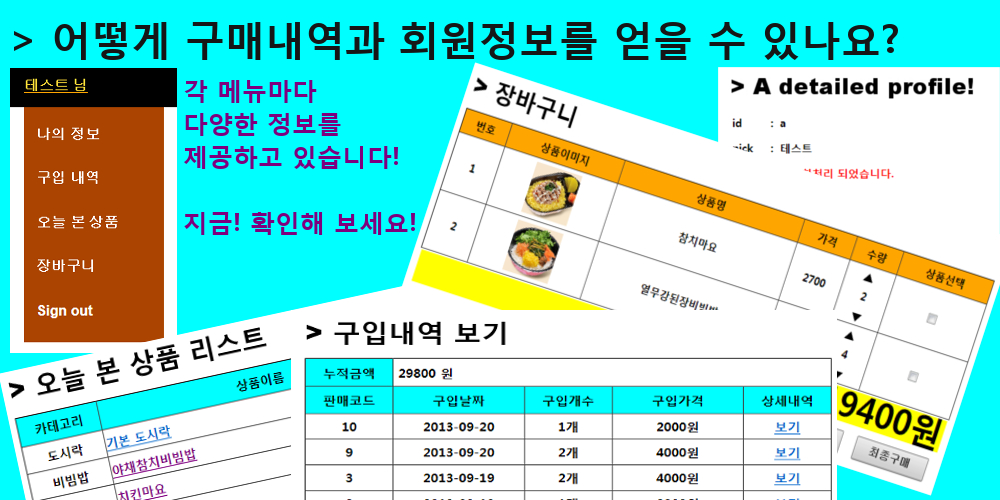 > 어떻게 구매내역과 회원정보를 얻을 수 있나요?
테스트 님
나의 정보
구입 내역
오늘 본 상품
장바구니
Sign out
각 메뉴마다
다양한 정보를
제공하고 있습니다!
지금! 확인해 보세요!
> 장바구니
번호 상품이미지 상품명 가격 수량 상품선택
1 참치마요 2700 ▲ 2 ▼
2 열무강된장비빔밥 ▲ 4 ▼
9400원
최종구매
> A detailed profile!
id : a
nick : 테스트
되었습니다.
> 오늘 본 상품 리스트
카테고리 상품이름
도시락 기본 도시락
비빔밥 야채참치비빔밥
치킨마요
> 구입내역 보기
누적금액 29800 원
판매코드 구입날짜 구입개수 구입가격 상세내역
10 2013-09-20 1개 2000원 보기
9 2013-09-20 2개 4000원 보기
3 2013-09-19 2개 4000원 보기